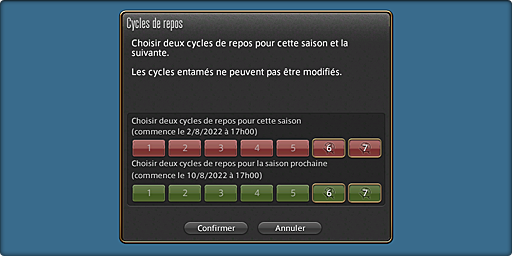 Cycles de repos
Choisir deux cycles de repos pour cette saison et la
suivante.
Les cycles entamés ne peuvent pas être modifiés.
Choisir deux cycles de repos pour cette saison
(commence le 2/8/2022 à 17h00)
1 2 3 4 5 6 7
Choisir deux cycles de repos pour la saison prochaine
(commence le 10/8/2022 à 17h00)
1 2 3 4 5 6 7
Confirmer Annuler